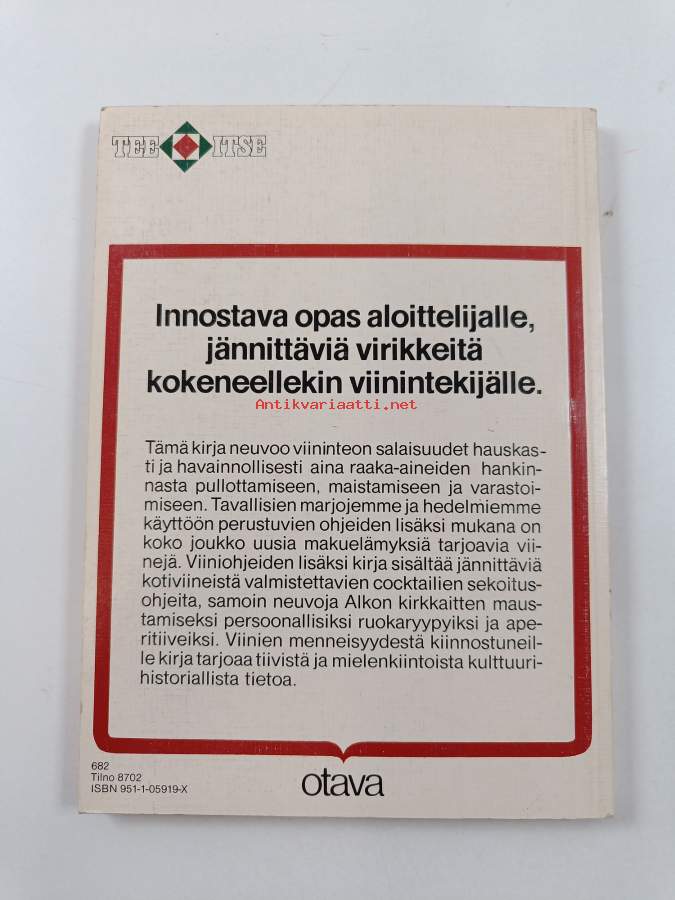 TEE ITSE
Innostava opas aloittelijalle,
jännittäviä virikkeitä
kokeneellekin viinintekijälle.
Antikvariaatti.net
Tämä kirja neuvoo viininteon salaisuudet hauskas-
ti ja havainnollisesti aina raaka-aineiden hankin-
nasta pullottamiseen, maistamiseen ja varastoi-
miseen. Tavallisien marjojemme ja hedelmiemme
käyttöön perustuvien ohjeiden lisäksi mukana on
koko joukko uusia makuelämyksiä tarjoavia vii-
nejä. Viiniohjeiden lisäksi kirja sisältää jännittäviä
kotiviineistä valmistettavien cocktailien sekoitus-
ohjeita, samoin neuvoja Alkon kirkkaitten maus-
tamiseksi persoonallisiksi ruokaryypyiksi ja ape-
ritiiveiksi. Viinien menneisyydestä kiinnostuneil-
le kirja tarjoaa tiivistä ja mielenkiintoista kulttuuri-
historiallista tietoa.
682
Tilno 8702
ISBN 951-1-05919-X
otava